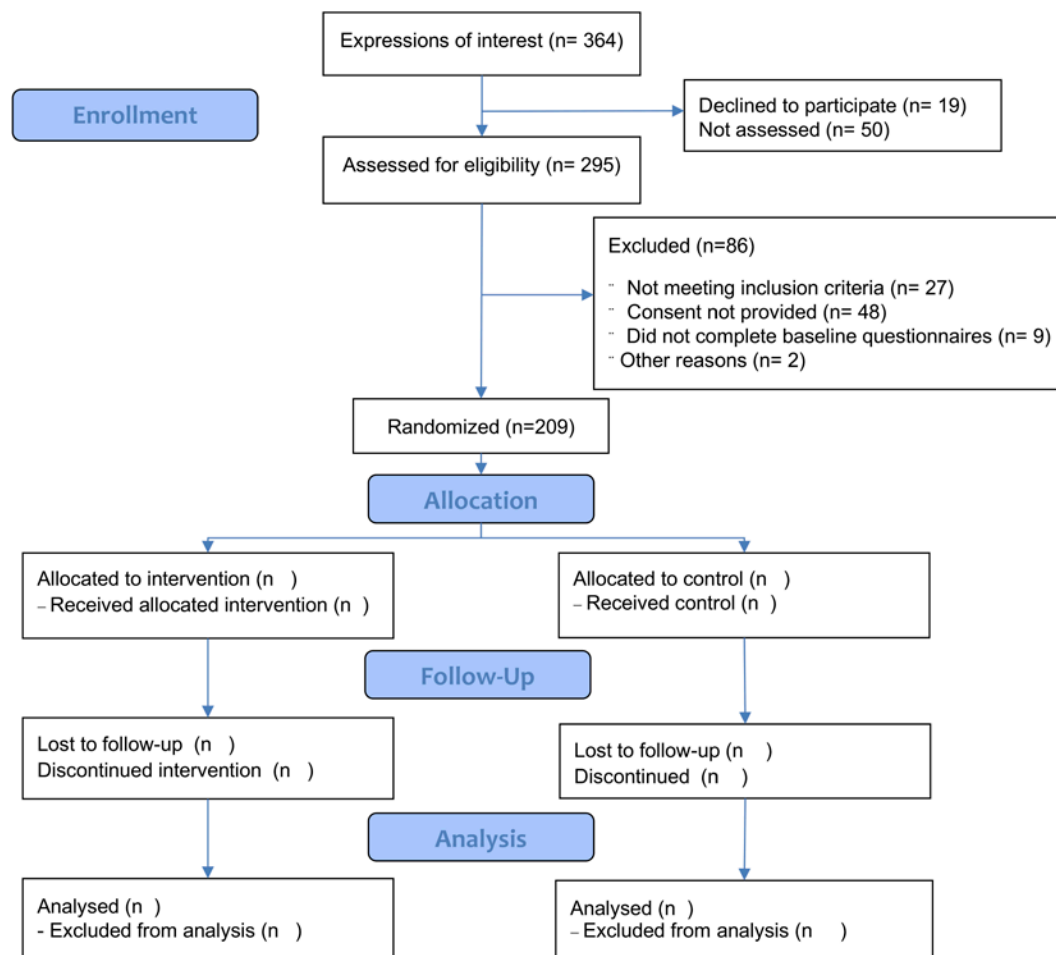 Expressions of interest (n= 364)
Enrollment
Declined to participate (n= 19)
Not assessed (n= 50)
Assessed for eligibility (n= 295)
Excluded (n=86)
¨ Not meeting inclusion criteria (n= 27)
¨ Consent not provided (n= 48)
¨ Did not complete baseline questionnaires (n= 9)
¨ Other reasons (n= 2)
Randomized (n=209)
Allocation
Allocated to intervention (n   )
– Received allocated intervention (n   )
Allocated to control (n   )
– Received control (n   )
Follow-Up
Lost to follow-up (n   )
Discontinued intervention (n   )
Lost to follow-up (n    )
Discontinued  (n    )
Analysis
Analysed (n   )
- Excluded from analysis (n   )
Analysed (n   )
– Excluded from analysis (n    )